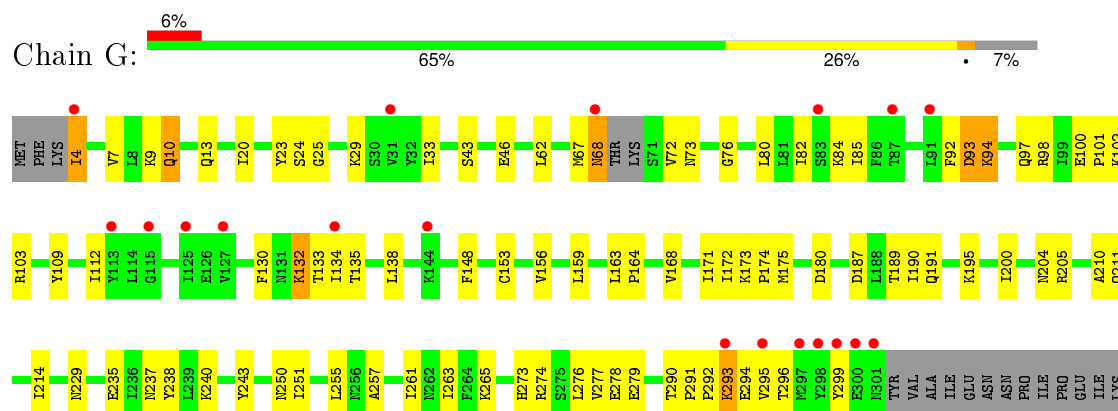 6%
Chain G:
65% 26% • 7%
MET PHE LYS I4 V7 L8 K9 Q10 Q13 I20 Y23 S24 G25 K29 S30 V31 Y32 I33 S43 E46 L62 M67 N68 THR LYS S71 V72 N73 G76 L80 L81 I82 S83 K84 I85 F86 I87 L91 F92 D93 K94 Q97 R98 I99 E100 P101 K102
R103 Y109 I112 Y113 L114 G115 I125 E126 V127 F130 N131 K132 T133 I134 T135 L138 K144 F148 C153 V156 L159 L163 P164 V168 I171 I172 K173 P174 M175 D180 D187 L188 T189 I190 Q191 K195 I200 N204 R205 A210
I214 N229 E235 I236 N237 Y238 L239 K240 Y243 N250 I251 L255 N256 A257 I261 N262 I263 F264 K265 H273 R274 S275 L276 V277 E278 E279 T290 P291 P292 K293 E294 V295 T296 M297 Y298 Y299 E300 N301 TYR VAL ALA ILE GLU ASN ASN PRO ILE PRO GLU ILE